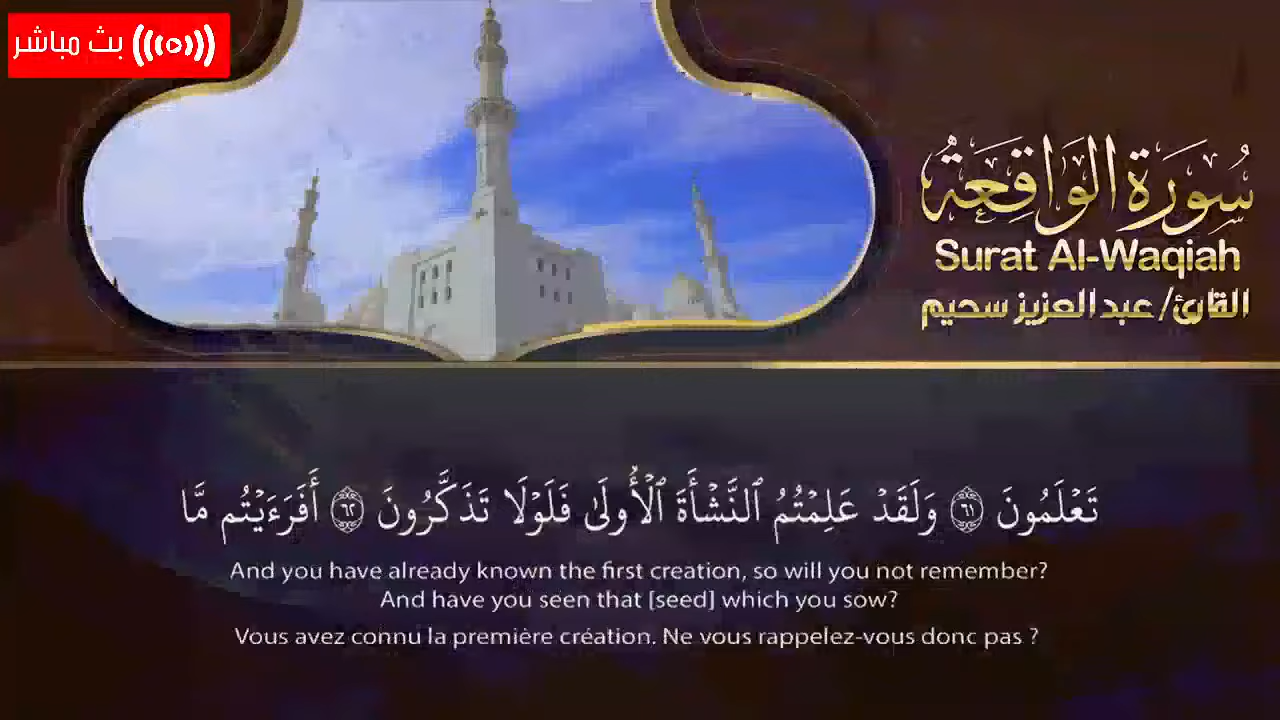 بث مباشر
سُورَةُ الوَاقِعَةُ
Surat Al-Waqiah
القارئ/ عبد العزيز سحيم
تَعْلَمُونَ ٦١ وَلَقَدْ عَلِمْتُمُ ٱلنَّشْأَةَ ٱلْأُولَىٰ فَلَوْلَا تَذَكَّرُونَ ٦٢ أَفَرَءَيْتُم مَّا
And you have already known the first creation, so will you not remember?
And have you seen that [seed] which you sow?
Vous avez connu la première création. Ne vous rappelez-vous donc pas ?